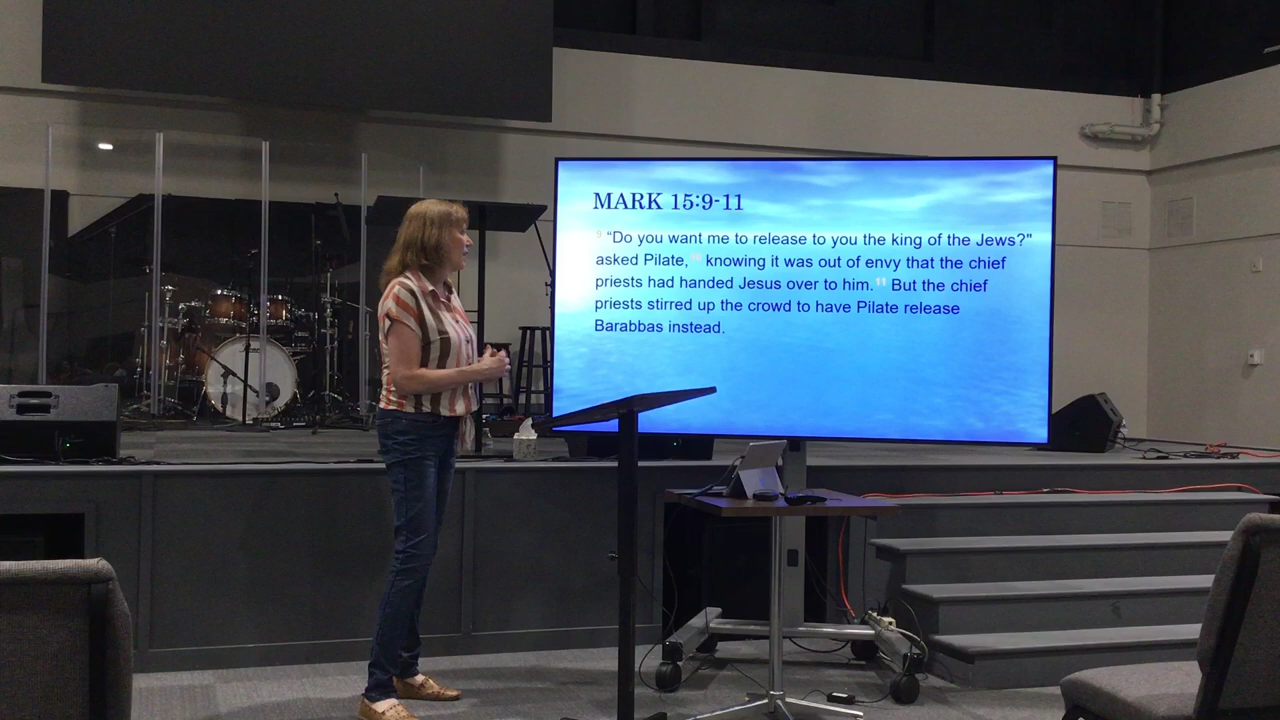 MARK 15:9-11
9 “Do you want me to release to you the king of the Jews?"
asked Pilate, 10 knowing it was out of envy that the chief
priests had handed Jesus over to him. 11 But the chief
priests stirred up the crowd to have Pilate release
Barabbas instead.